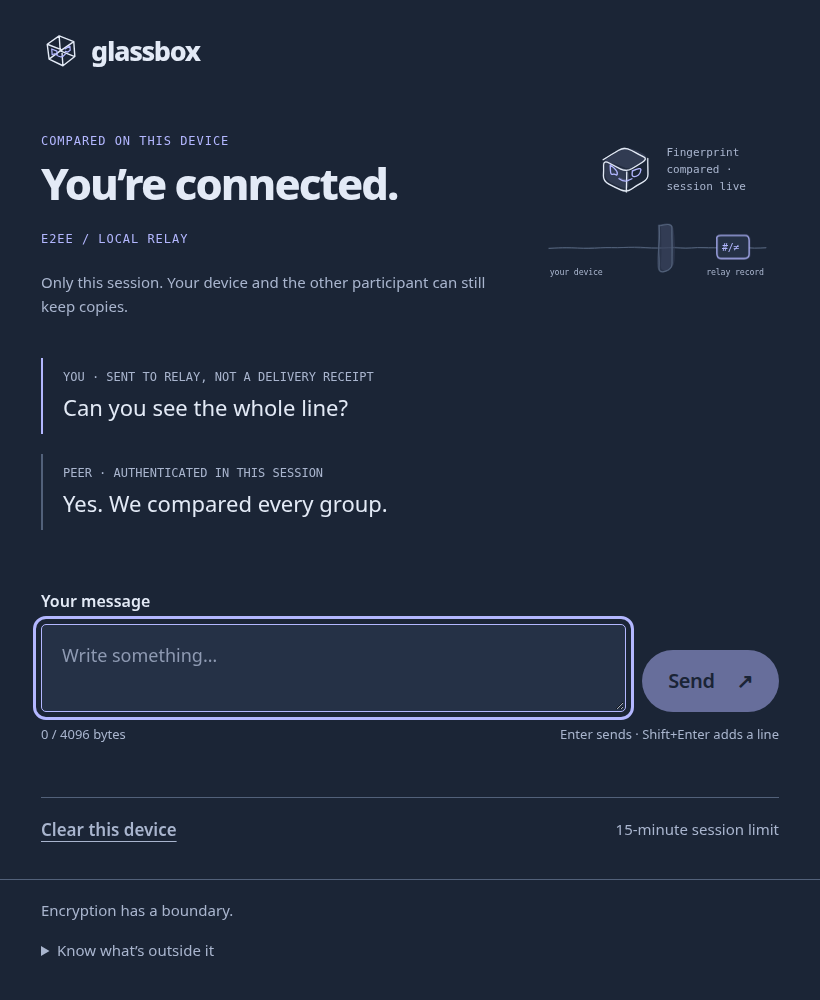 glassbox
COMPARED ON THIS DEVICE
You’re connected.
E2EE / LOCAL RELAY
Only this session. Your device and the other participant can still
keep copies.
Fingerprint
compared ·
session live
#/≠
your device
relay record
YOU · SENT TO RELAY, NOT A DELIVERY RECEIPT
Can you see the whole line?
PEER · AUTHENTICATED IN THIS SESSION
Yes. We compared every group.
Your message
Write something…
Send ↗
0 / 4096 bytes
Enter sends · Shift+Enter adds a line
Clear this device
15-minute session limit
Encryption has a boundary.
▶ Know what’s outside it